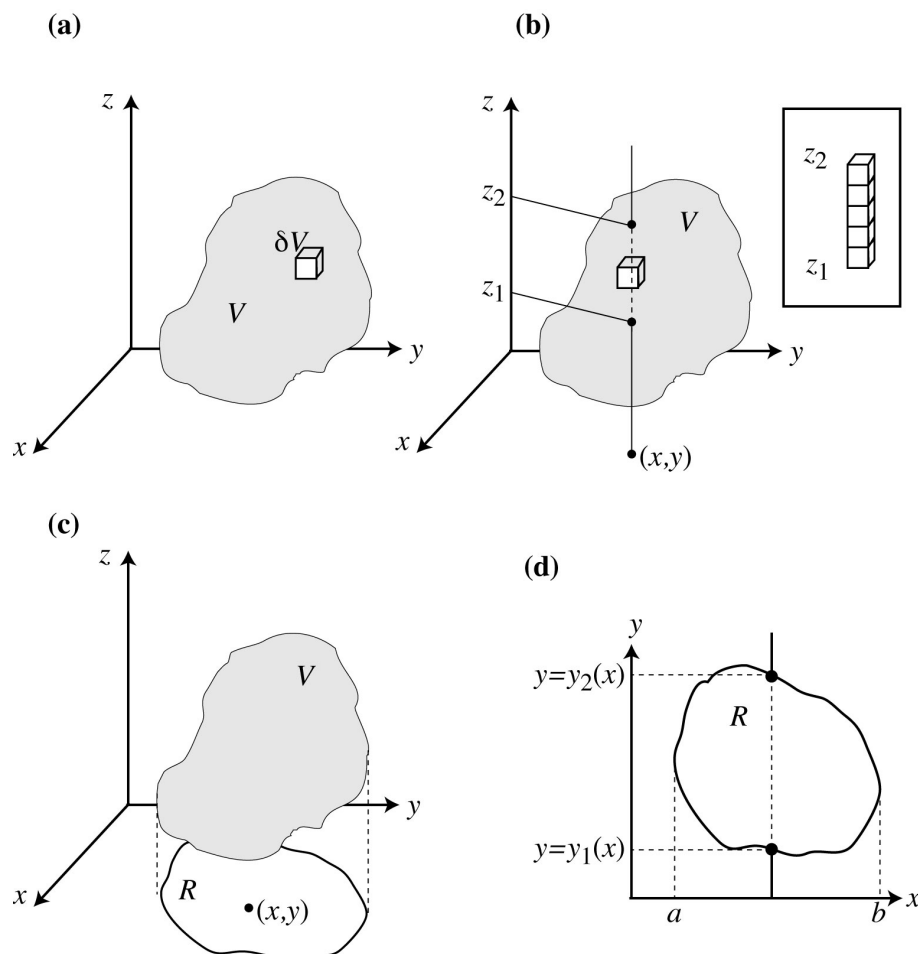 (a)
z
δV
V
y
x
(b)
z
z2
V
z1
y
x
(x,y)
z2
z1
(c)
z
V
y
x
R
(x,y)
(d)
y
y=y2(x)
R
y=y1(x)
a
b
x